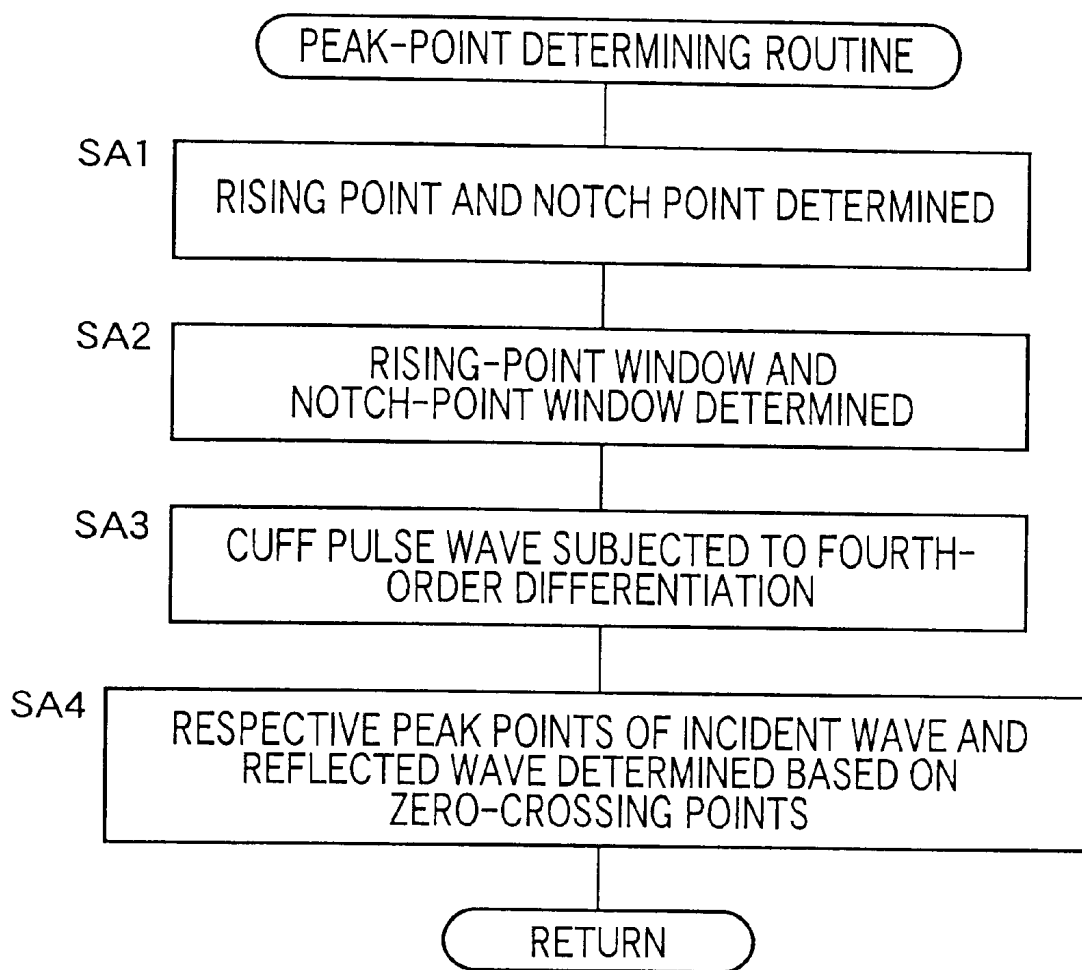 PEAK-POINT DETERMINING ROUTINE
SA1
RISING POINT AND NOTCH POINT DETERMINED
SA2
RISING-POINT WINDOW AND
NOTCH-POINT WINDOW DETERMINED
SA3
CUFF PULSE WAVE SUBJECTED TO FOURTH-
ORDER DIFFERENTIATION
SA4
RESPECTIVE PEAK POINTS OF INCIDENT WAVE AND
REFLECTED WAVE DETERMINED BASED ON
ZERO-CROSSING POINTS
RETURN